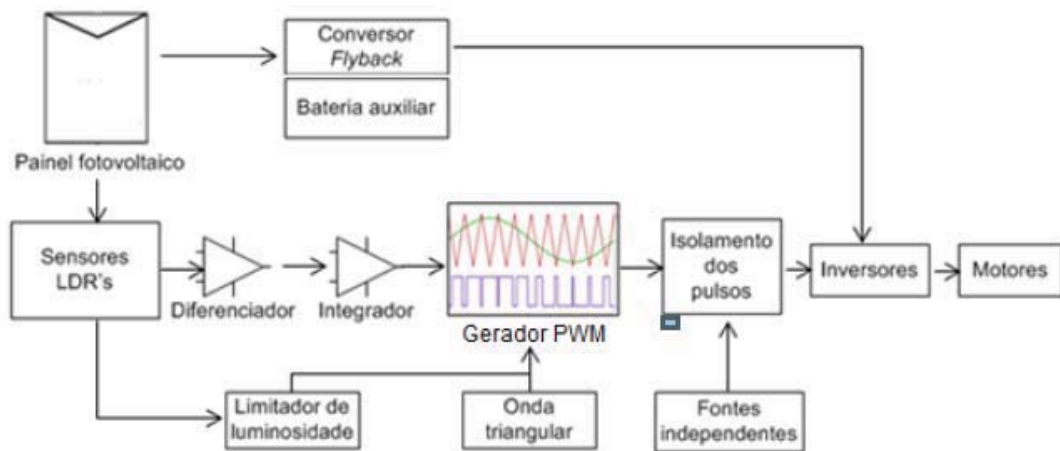 Conversor
Flyback
Bateria auxiliar
Painel fotovoltaico
Sensores
LDR's
Diferenciador
Integrador
Gerador PWM
Isolamento
dos
pulsos
Inversores
Motores
Limitador de
luminosidade
Onda
triangular
Fontes
independentes